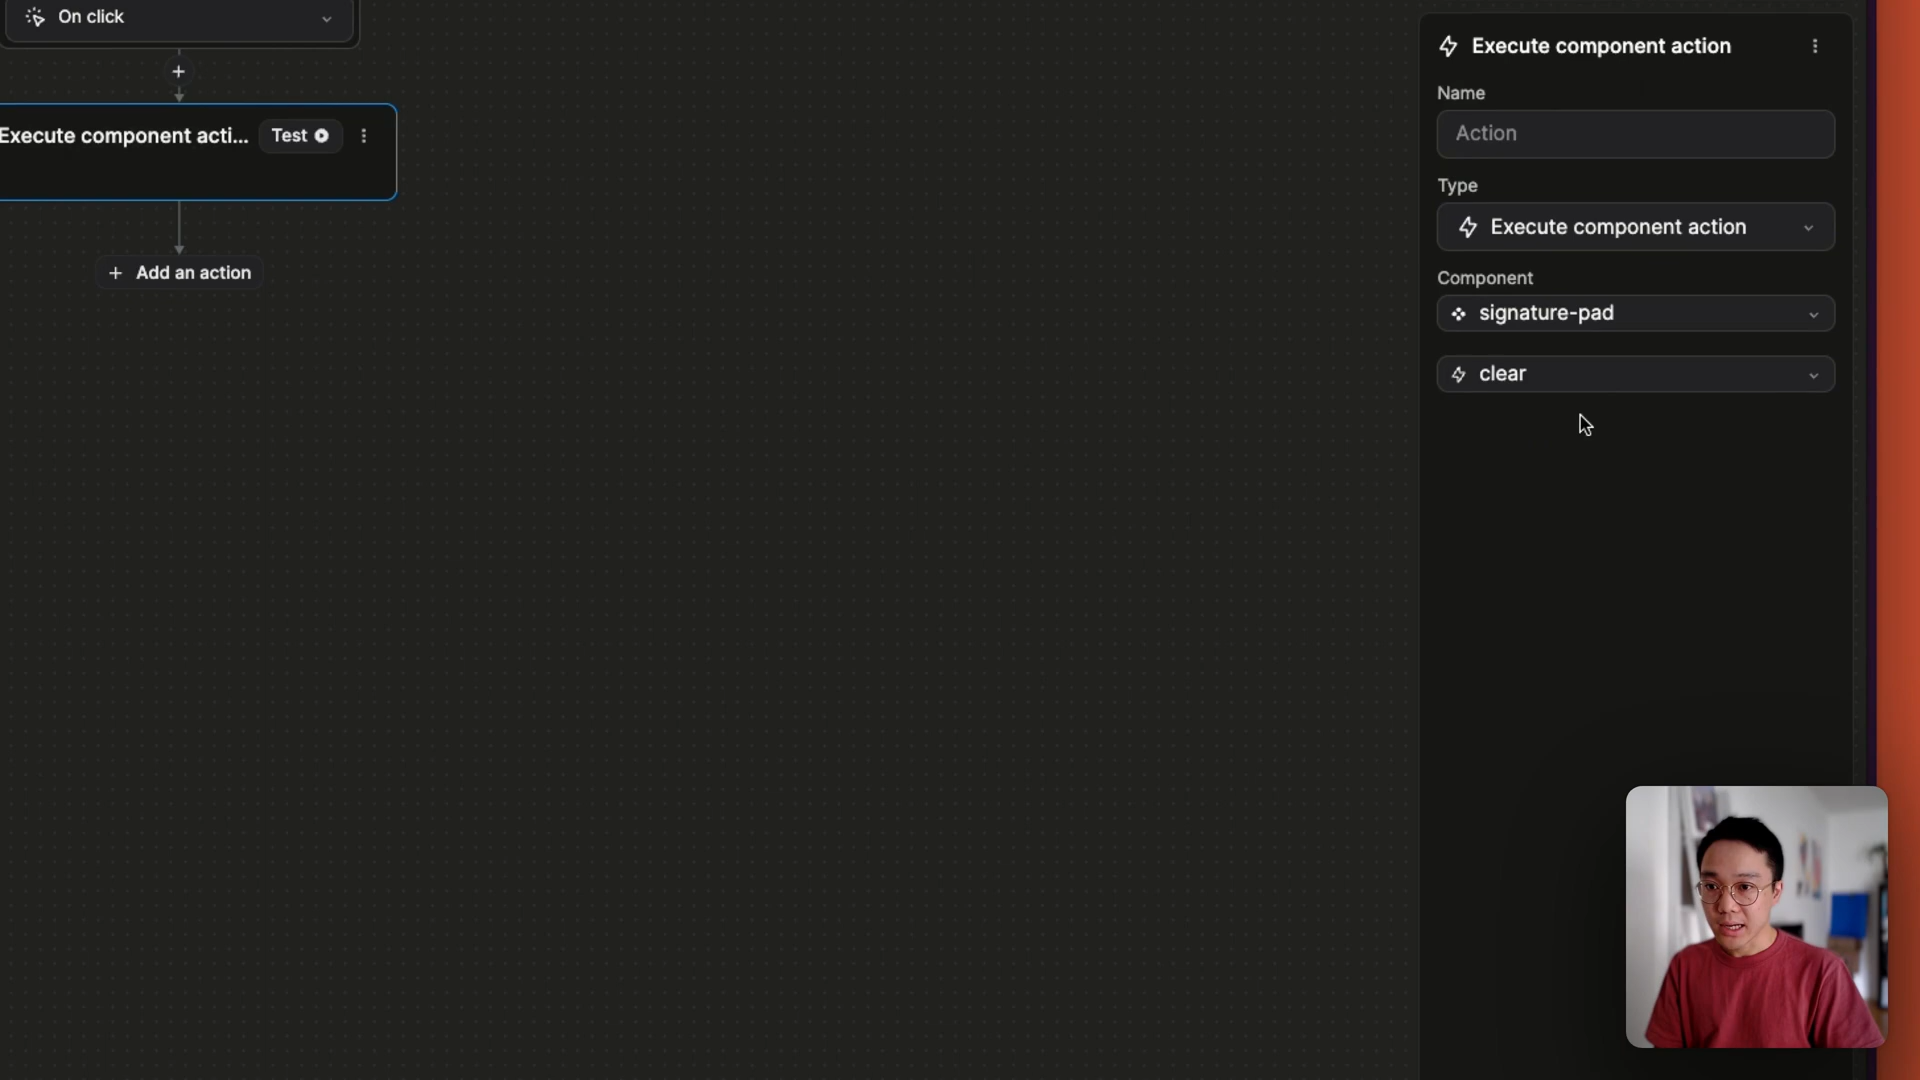 On click
Execute component acti...
Test
Add an action
Execute component action
Name
Action
Type
Execute component action
Component
signature-pad
clear